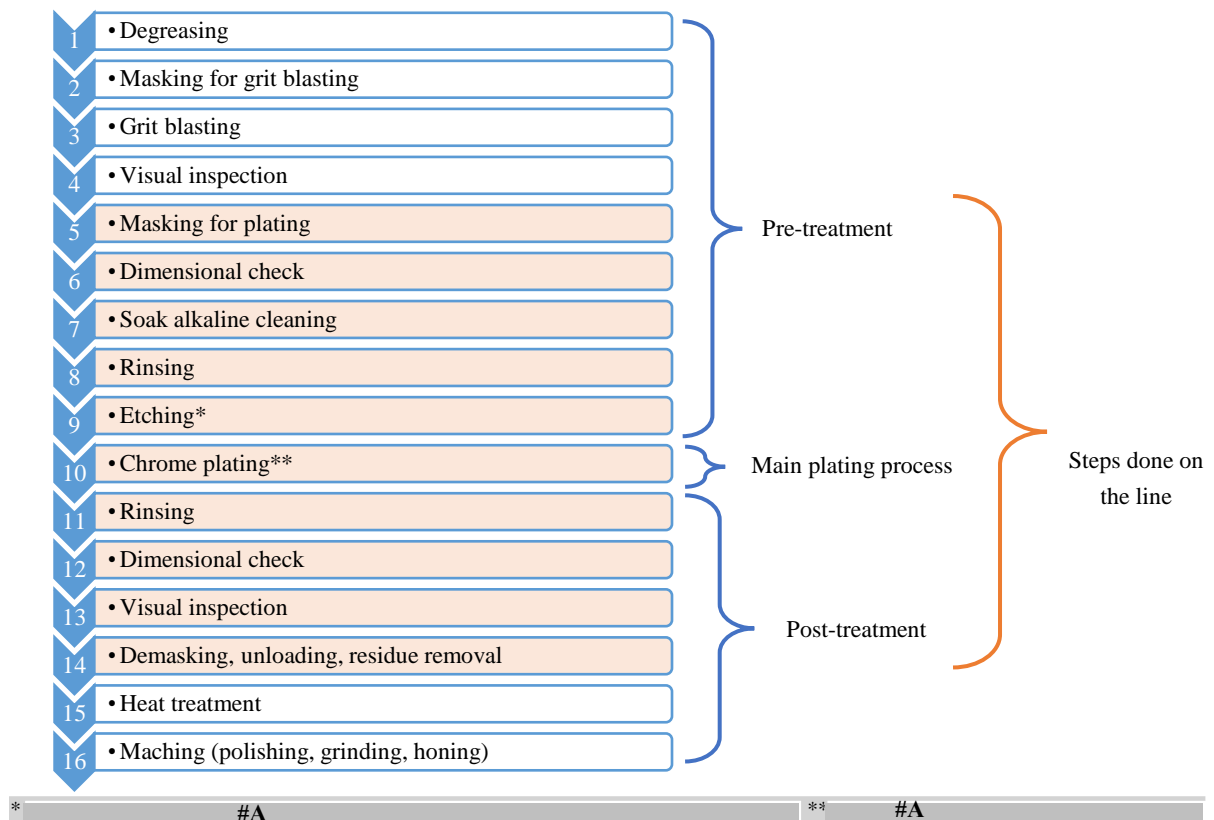 1 • Degreasing
2 • Masking for grit blasting
3 • Grit blasting
4 • Visual inspection
5 • Masking for plating
6 • Dimensional check
7 • Soak alkaline cleaning
8 • Rinsing
9 • Etching*
10 • Chrome plating**
11 • Rinsing
12 • Dimensional check
13 • Visual inspection
14 • Demasking, unloading, residue removal
15 • Heat treatment
16 • Maching (polishing, grinding, honing)
Pre-treatment
Main plating process
Post-treatment
Steps done on
the line
* #A
** #A